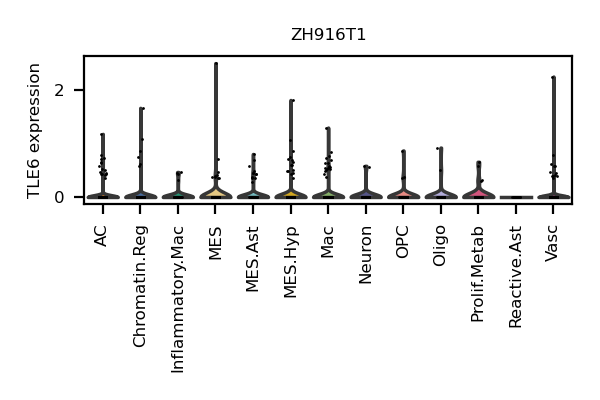 ZH916T1
TLE6 expression
2
0
AC
Chromatin.Reg
Inflammatory.Mac
MES
MES.Ast
MES.Hyp
Mac
Neuron
OPC
Oligo
Prolif.Metab
Reactive.Ast
Vasc